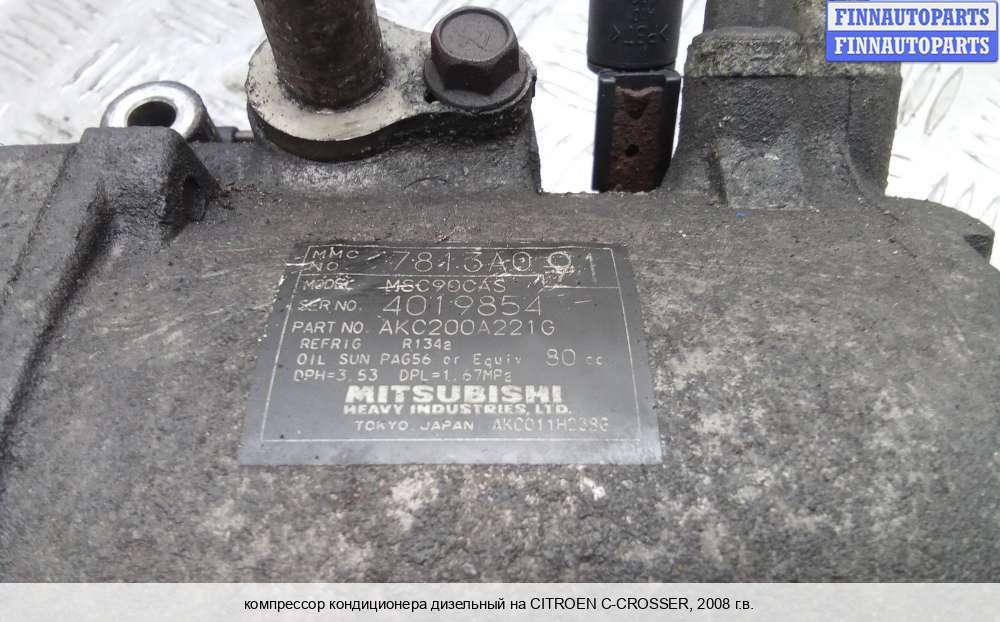 FINNAUTOPARTS
FINNAUTOPARTS
MMC NO. 7813A091
MODEL MSC90CAS
SER NO. 4019854
PART NO. AKC200A221G
REFRIG R134a
OIL SUN PAG56 or Equiv 80 cc
DPH=3.53 DPL=1.67MPa
MITSUBISHI
HEAVY INDUSTRIES, LTD.
TOKYO, JAPAN AKC011H238G
компрессор кондиционера дизельный на CITROEN C-CROSSER, 2008 г.в.